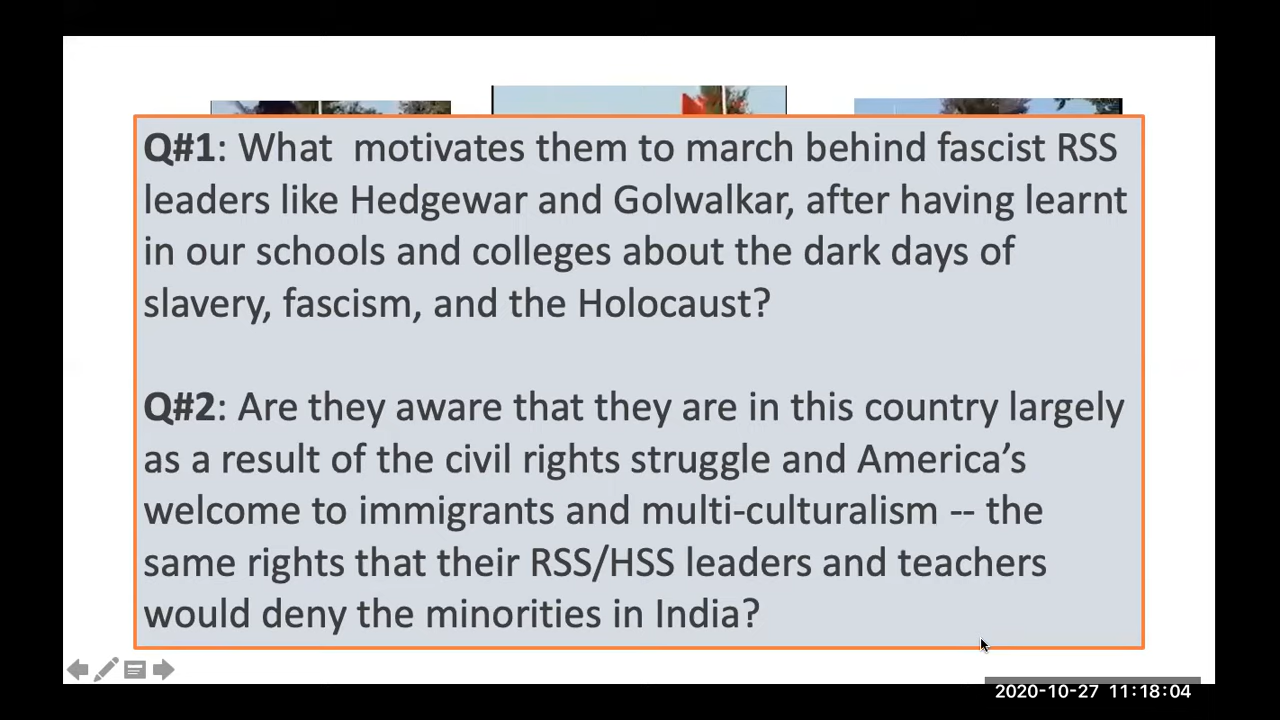 Q#1: What  motivates them to march behind fascist RSS
leaders like Hedgewar and Golwalkar, after having learnt
in our schools and colleges about the dark days of
slavery, fascism, and the Holocaust?
Q#2: Are they aware that they are in this country largely
as a result of the civil rights struggle and America’s
welcome to immigrants and multi-culturalism -- the
same rights that their RSS/HSS leaders and teachers
would deny the minorities in India?
2020-10-27 11:18:04